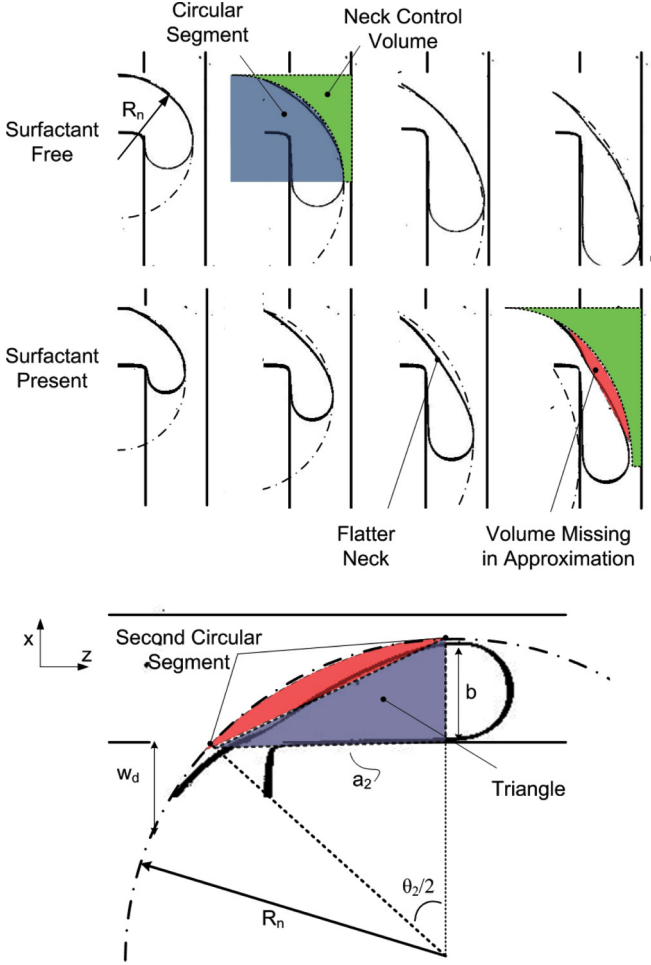 Circular
Segment
Neck Control
Volume
Rn
Surfactant
Free
Surfactant
Present
Flatter
Neck
Volume Missing
in Approximation
x
z
Second Circular
Segment
b
wd
a2
Triangle
θ2/2
Rn